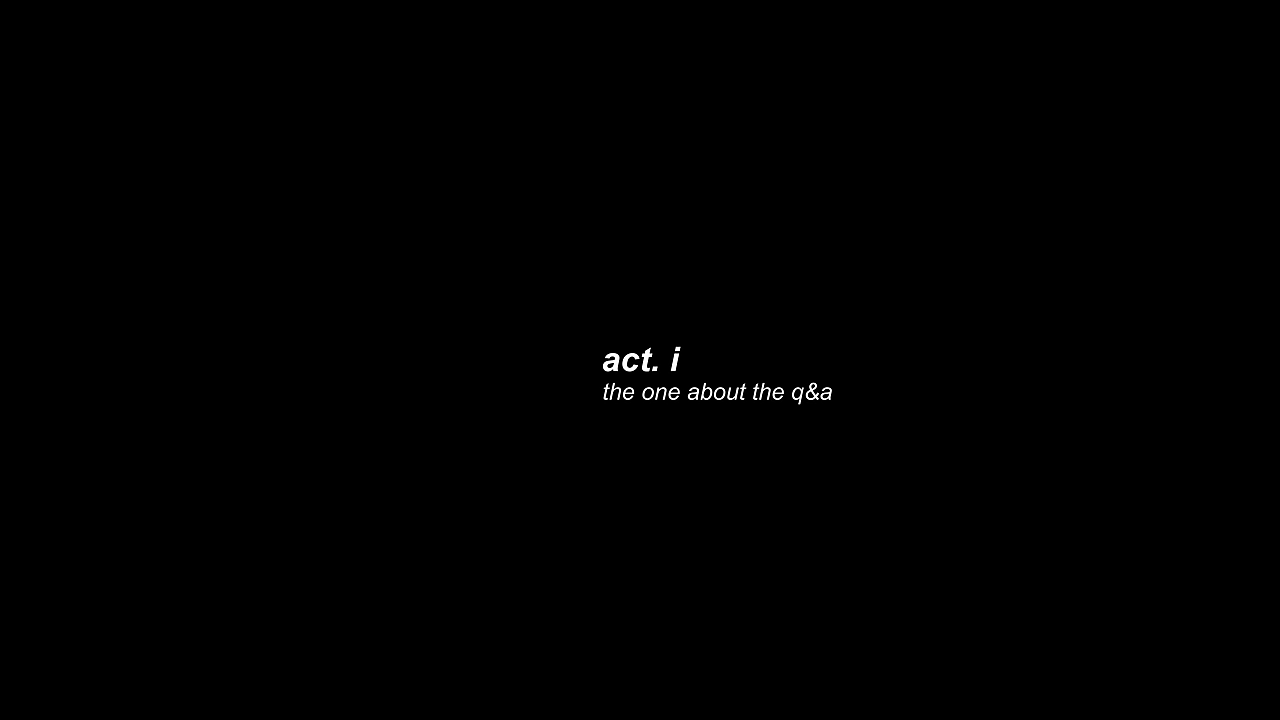 act. i
the one about the q&a